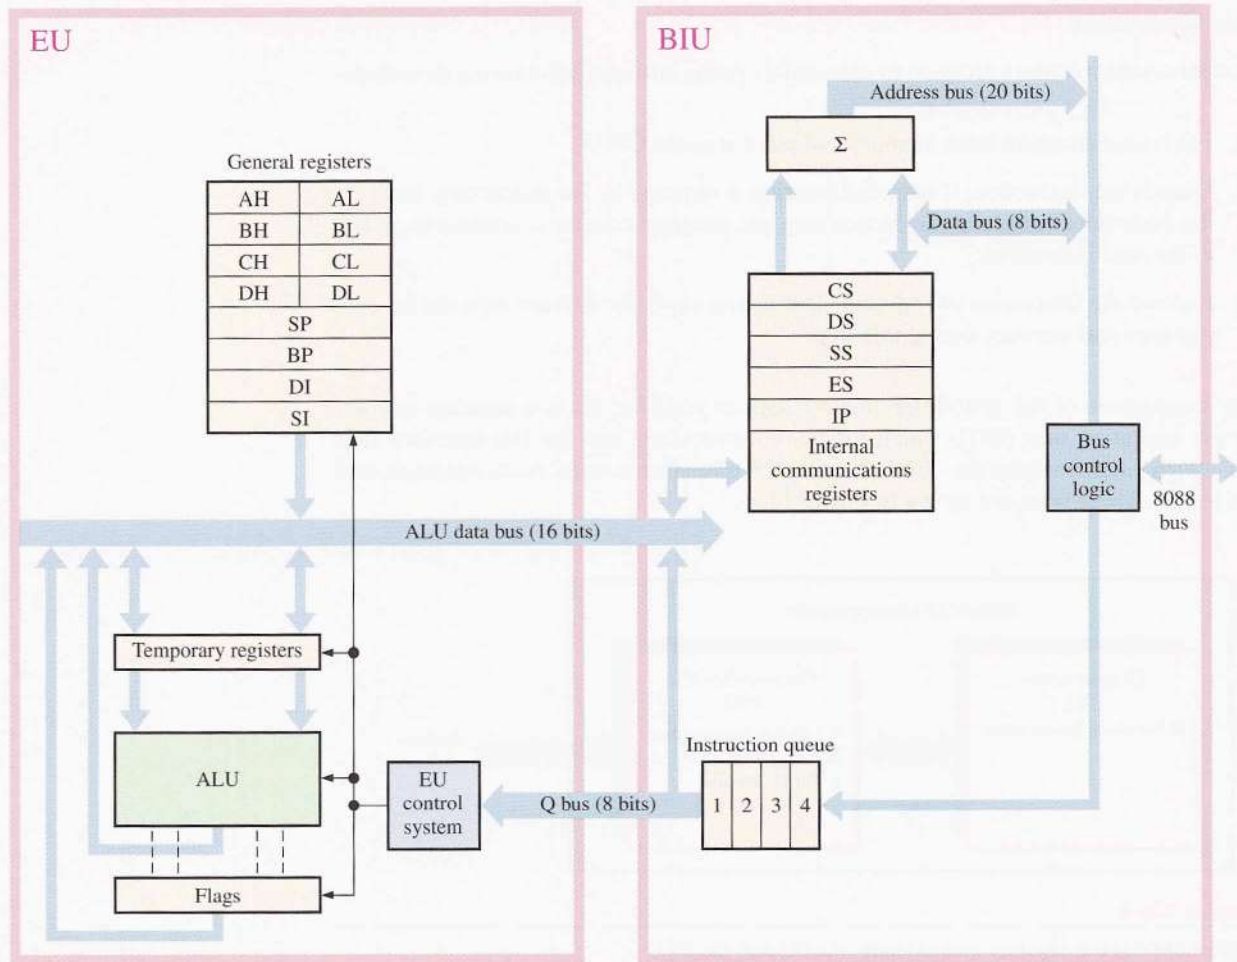 EU
BIU
Address bus (20 bits)
Σ
General registers
AH AL
BH BL
CH CL
DH DL
SP
BP
DI
SI
Data bus (8 bits)
CS
DS
SS
ES
IP
Internal
communications
registers
Bus
control
logic
8088
bus
ALU data bus (16 bits)
Temporary registers
ALU
EU
control
system
Q bus (8 bits)
Instruction queue
1 2 3 4
Flags